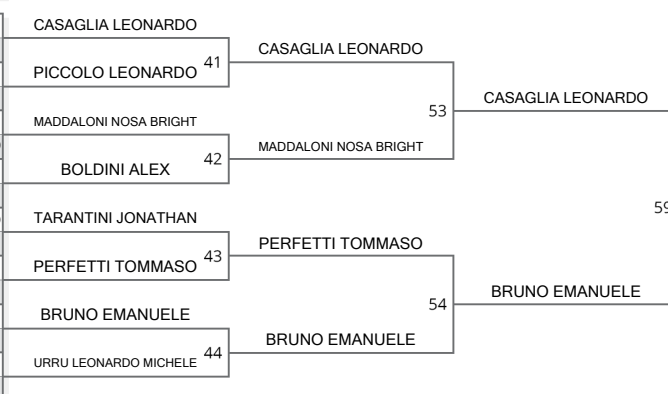 CASAGLIA LEONARDO
41
PICCOLO LEONARDO
CASAGLIA LEONARDO
53
MADDALONI NOSA BRIGHT
42
BOLDINI ALEX
MADDALONI NOSA BRIGHT
CASAGLIA LEONARDO
59
TARANTINI JONATHAN
43
PERFETTI TOMMASO
PERFETTI TOMMASO
54
BRUNO EMANUELE
44
URRU LEONARDO MICHELE
BRUNO EMANUELE
BRUNO EMANUELE